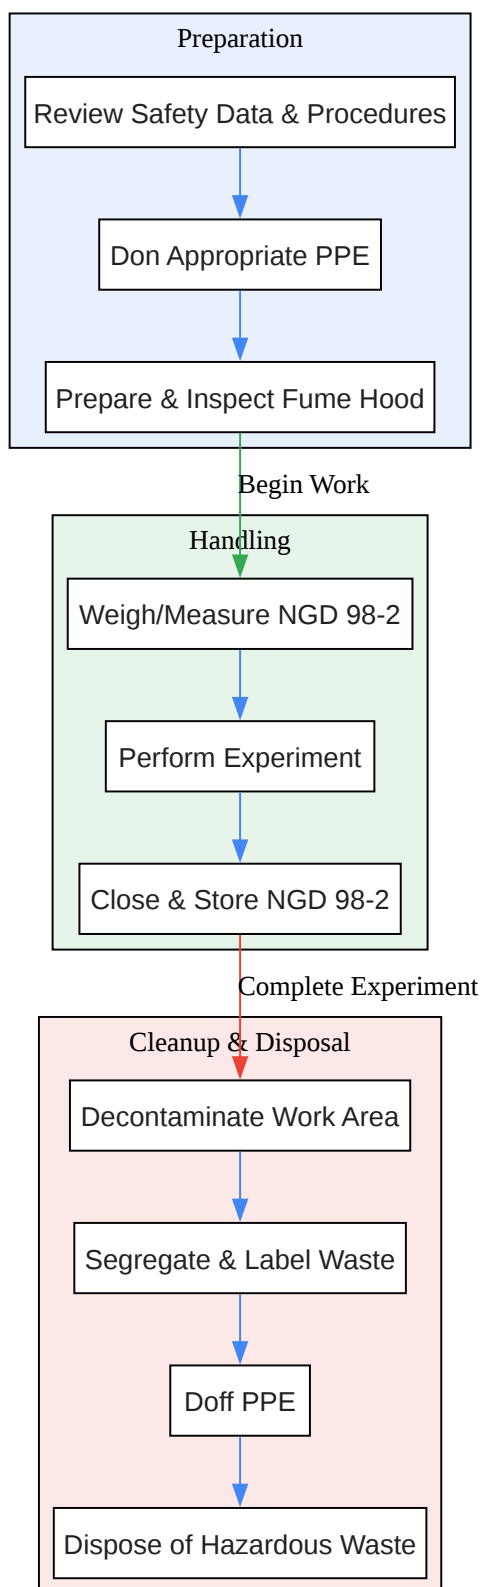 Preparation
Review Safety Data & Procedures
Don Appropriate PPE
Prepare & Inspect Fume Hood
Begin Work
Handling
Weigh/Measure NGD 98-2
Perform Experiment
Close & Store NGD 98-2
Complete Experiment
Cleanup & Disposal
Decontaminate Work Area
Segregate & Label Waste
Doff PPE
Dispose of Hazardous Waste